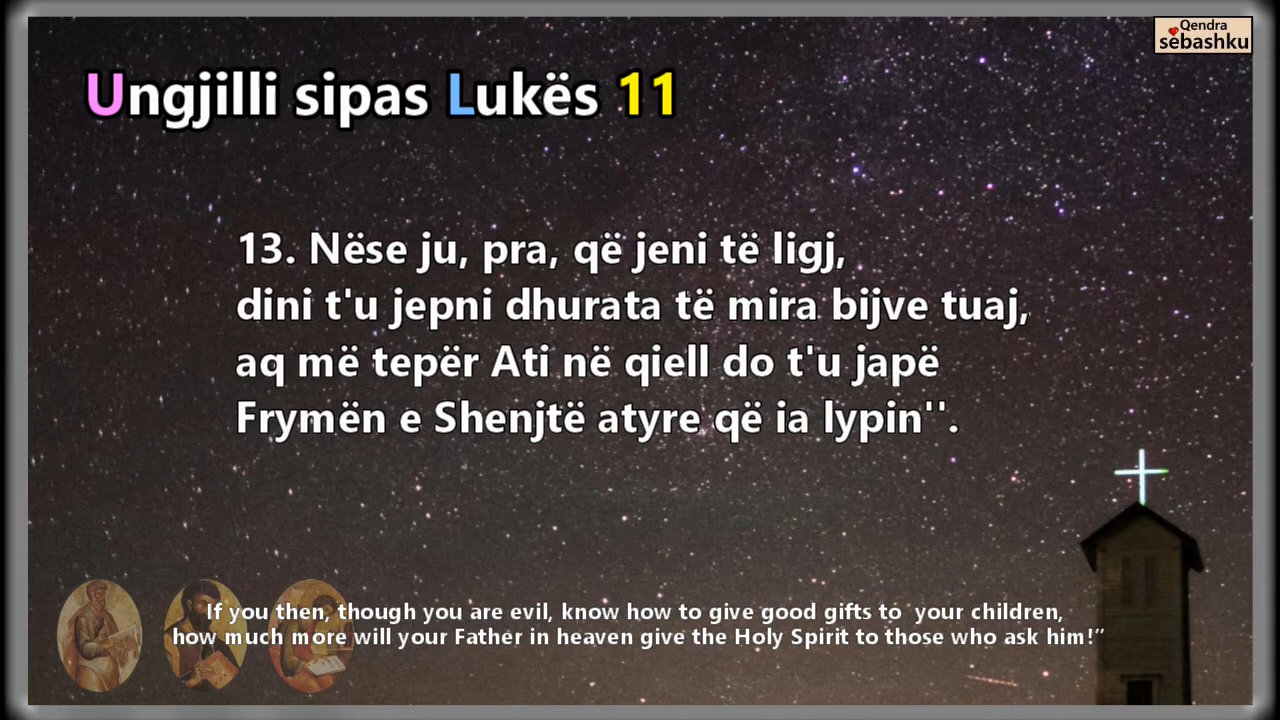 Qendra
sebashku
Ungjilli sipas Lukës 11
13. Nëse ju, pra, që jeni të ligj,
dini t'u jepni dhurata të mira bijve tuaj,
aq më tepër Ati në qiell do t'u japë
Frymën e Shenjtë atyre që ia lypin''.
If you then, though you are evil, know how to give good gifts to  your children,
how much more will your Father in heaven give the Holy Spirit to those who ask him!”